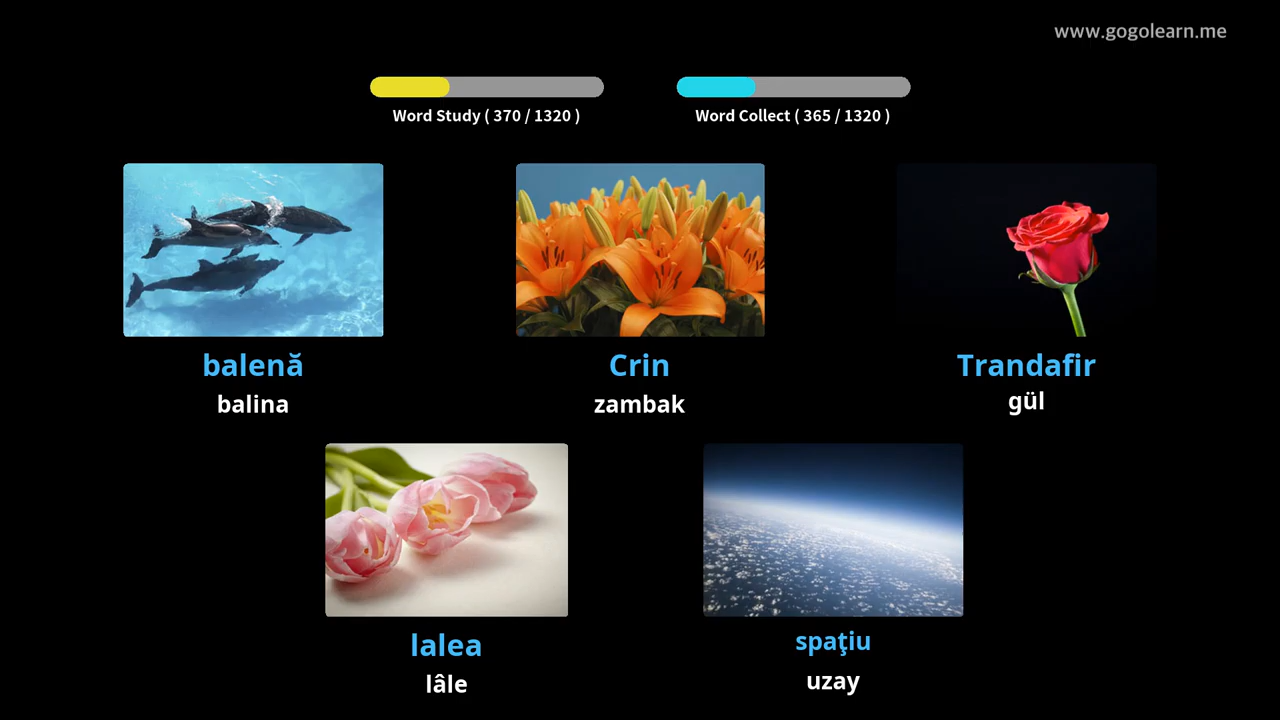 www.gogolearn.me
Word Study ( 370 / 1320 )
Word Collect ( 365 / 1320 )
balenă
balina
Crin
zambak
Trandafir
gül
lalea
lâle
spaţiu
uzay